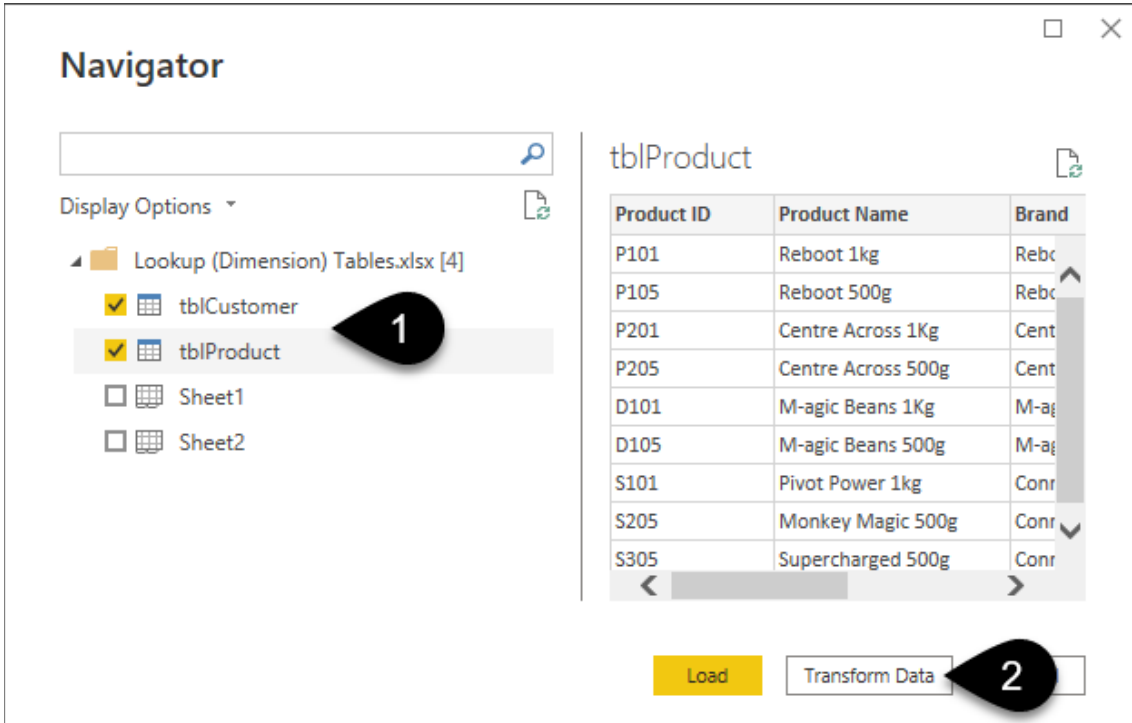 Navigator
Display Options
Lookup (Dimension) Tables.xlsx [4]
tblCustomer
tblProduct
Sheet1
Sheet2
1
tblProduct
Product ID Product Name Brand
P101 Reboot 1kg
P105 Reboot 500g
P201 Centre Across 1Kg Cent
P205 Centre Across 500g Cent
D101 M-agic Beans 1Kg
D105 M-agic Beans 500g
S101 Pivot Power 1kg
S205 Monkey Magic 500g
S305 Supercharged 500g
Load Transform Data 2